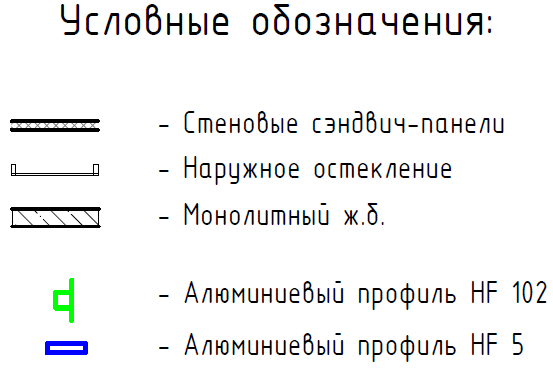 Условные обозначения:
- Стеновые сэндвич-панели
- Наружное остекление
- Монолитный ж.б.
- Алюминиевый профиль HF 102
- Алюминиевый профиль HF 5